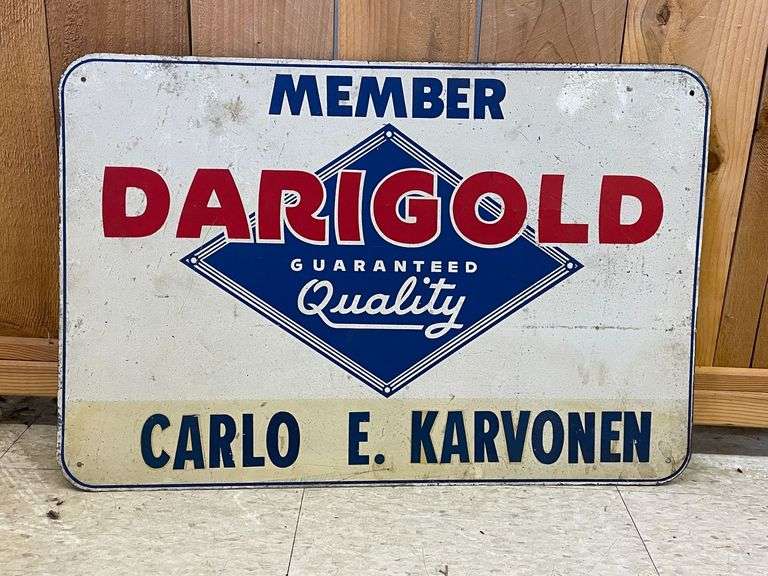 MEMBER
DARIGOLD
GUARANTEED
Quality
CARLO E. KARVONEN